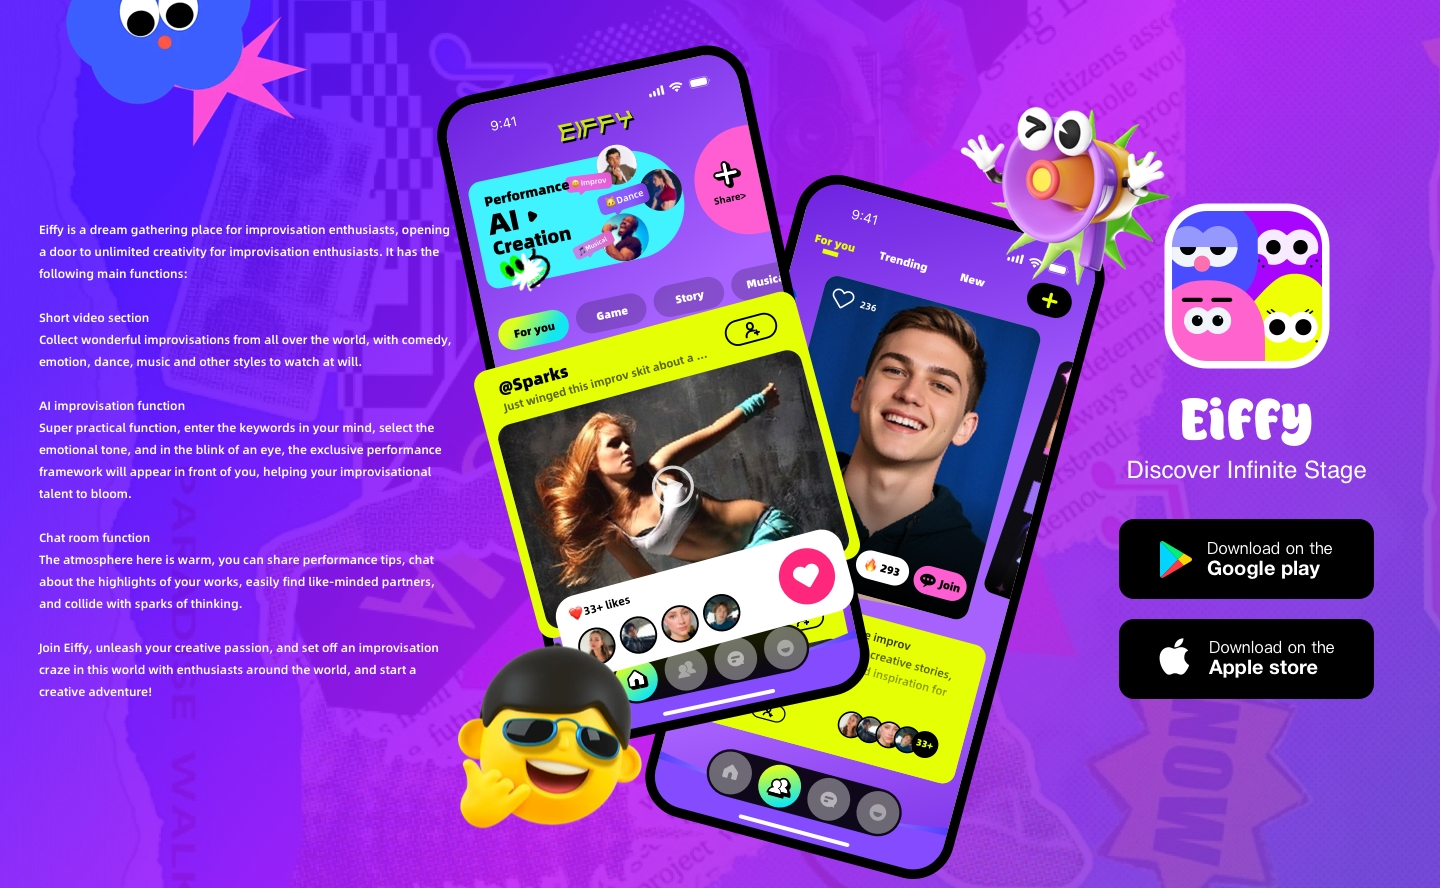 Eiffy is a dream gathering place for improvisation enthusiasts, opening
a door to unlimited creativity for improvisation enthusiasts. It has the
following main functions:
Short video section
Collect wonderful improvisations from all over the world, with comedy,
emotion, dance, music and other styles to watch at will.
AI improvisation function
Super practical function, enter the keywords in your mind, select the
emotional tone, and in the blink of an eye, the exclusive performance
framework will appear in front of you, helping your improvisational
talent to bloom.
Chat room function
The atmosphere here is warm, you can share performance tips, chat
about the highlights of your works, easily find like-minded partners,
and collide with sparks of thinking.
Join Eiffy, unleash your creative passion, and set off an improvisation
craze in this world with enthusiasts around the world, and start a
creative adventure!
9:41
EIFFY
Performance
AI
Creation
Improv
Dance
Musical
Share>
For you
Game
Story
Musica
@Sparks
Just winged this improv skit about a ...
33+ likes
9:41
For you
Trending
New
236
293
Join
e improv
creative stories,
d inspiration for
33+
Eiffy
Discover Infinite Stage
Download on the
Google play
Download on the
Apple store
citizens asso
WOW
project